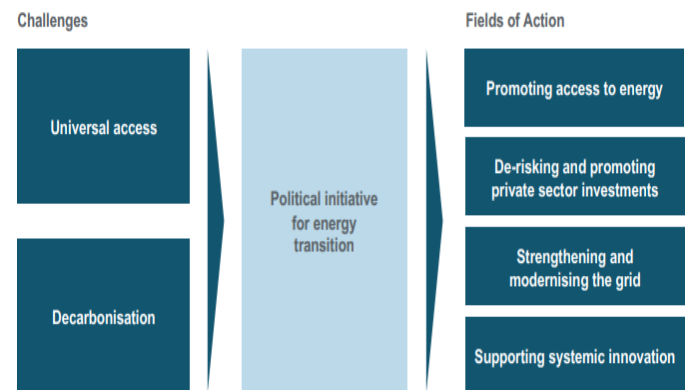 Challenges
Universal access
Decarbonisation
Political initiative
for energy
transition
Fields of Action
Promoting access to energy
De-risking and promoting
private sector investments
Strengthening and
modernising the grid
Supporting systemic innovation